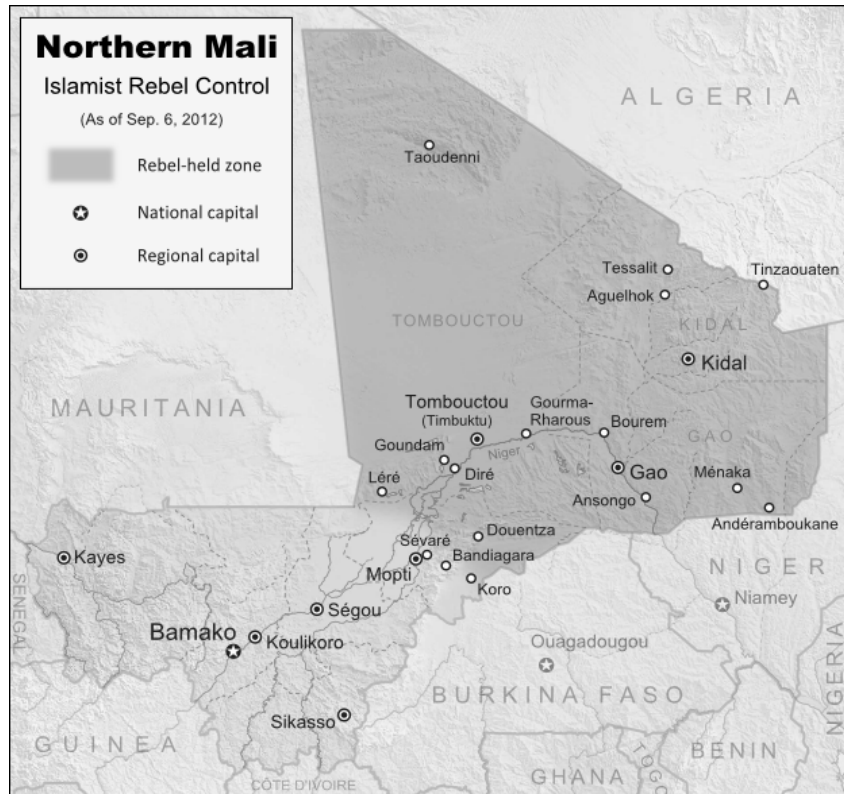 Northern Mali
Islamist Rebel Control
(As of Sep. 6, 2012)
Rebel-held zone
National capital
Regional capital
ALGERIA
Taoudenni
Tessalit
Tinzaouaten
Aguelhok
TOMBOUCTOU
KIDAL
Kidal
MAURITANIA
Tombouctou
(Timbuktu)
Gourma-
Rharous
Bourem
GAO
Goundam
Niger
Gao
Léré
Diré
Ménaka
Ansongo
Andéramboukane
Douentza
Sévaré
Kayes
Mopti
Bandiagara
NIGER
Koro
SENEGAL
Niamey
Ségou
Bamako
Koulikoro
Ouagadougou
NIGERIA
BURKINA FASO
Sikasso
GUINEA
BENIN
TOGO
GHANA
CÔTE D'IVOIRE